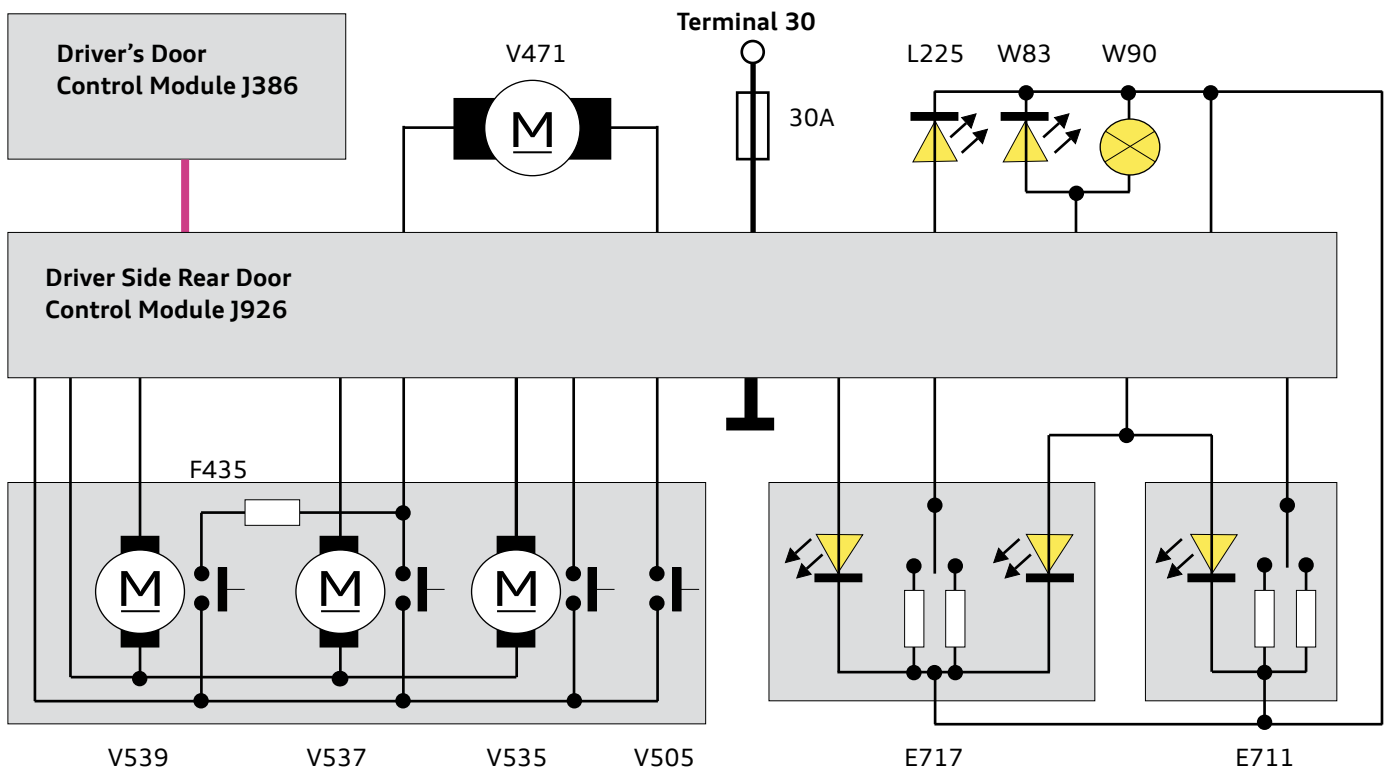 Terminal 30
Driver's Door
Control Module J386
V471
L225 W83 W90
30A
M
Driver Side Rear Door
Control Module J926
F435
M M M
V539 V537 V535 V505 E717 E711